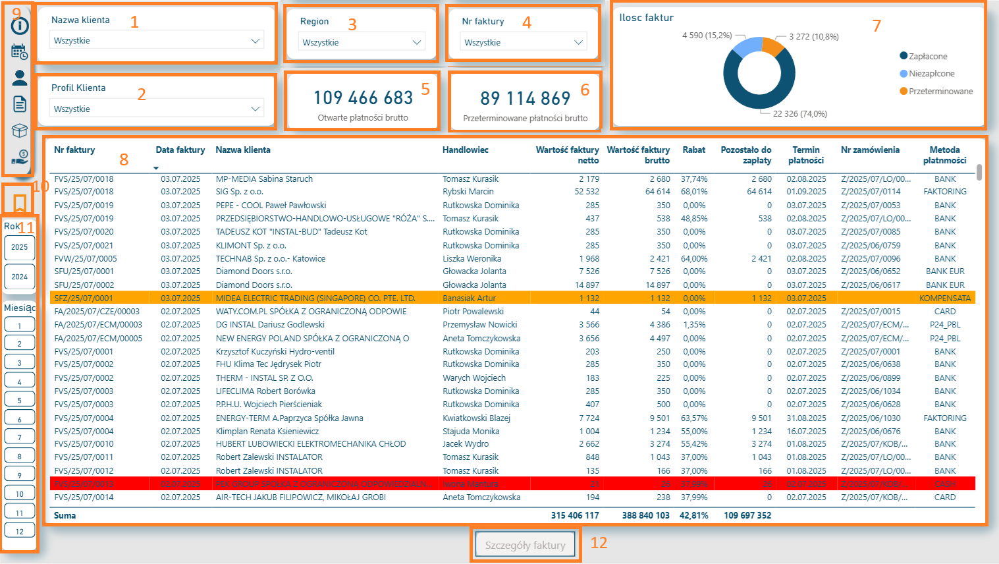 9
Nazwa klienta 1
Wszystkie
Region 3
Wszystkie
Nr faktury 4
Wszystkie
Ilosc faktur 7
4 590 (15,2%)
3 272 (10,8%)
22 326 (74,0%)
Zapłacone
Niezapłcone
Przeterminowane
Profil Klienta 2
Wszystkie
109 466 683 5
Otwarte płatności brutto
89 114 869 6
Przeterminowane płatności brutto
8
Nr faktury Data faktury Nazwa klienta Handlowiec Wartość faktury netto Wartość faktury brutto Rabat Pozostało do zapłaty Termin płatności Nr zamówienia Metoda płatnmości
FVS/25/07/0018 03.07.2025 MP-MEDIA Sabina Staruch Tomasz Kurasik 2 179 2 680 37,74% 2 680 02.08.2025 Z/2025/07/LO/00... BANK
FVS/25/07/0018 03.07.2025 SIG Sp. z o.o. Rybski Marcin 52 532 64 614 68,01% 64 614 01.09.2025 Z/2025/07/0114 FAKTORING
FVS/25/07/0019 03.07.2025 PEPE - COOL Paweł Pawłowski Rutkowska Dominika 285 350 0,00% 0 03.07.2025 Z/2025/07/0053 BANK
FVS/25/07/0019 03.07.2025 PRZEDSIĘBIORSTWO-HANDLOWO-USŁUGOWE "RÓŻA" S.... Tomasz Kurasik 437 538 48,85% 538 02.08.2025 Z/2025/07/LO/00... BANK
FVS/25/07/0020 03.07.2025 TADEUSZ KOT "INSTAL-BUD" Tadeusz Kot Rutkowska Dominika 285 350 0,00% 0 03.07.2025 Z/2025/07/0085 BANK
FVS/25/07/0021 03.07.2025 KLIMONT Sp. z o.o. Rutkowska Dominika 285 350 0,00% 0 03.07.2025 Z/2025/06/0759 BANK
FVW/25/07/0005 03.07.2025 TECHNAB Sp. z o.o.- Katowice Liszka Weronika 1 968 2 421 64,00% 2 421 02.08.2025 Z/2025/07/0096 BANK
SFU/25/07/0001 03.07.2025 Diamond Doors s.r.o. Głowacka Jolanta 7 526 7 526 0,00% 0 03.07.2025 Z/2025/06/0652 BANK EUR
SFU/25/07/0002 03.07.2025 Diamond Doors s.r.o. Głowacka Jolanta 14 897 14 897 0,00% 0 03.07.2025 Z/2025/06/0617 BANK EUR
SFZ/25/07/0001 03.07.2025 MIDEA ELECTRIC TRADING (SINGAPORE) CO. PTE. LTD. Banasiak Artur 1 132 1 132 0,00% 1 132 03.07.2025 KOMPENSATA
FA/2025/07/CZE/00003 02.07.2025 WATY.COM.PL SPÓŁKA Z OGRANICZONĄ ODPOWIE Piotr Powalewski 44 54 0,00% 0 02.07.2025 Z/2025/07/0015 CARD
FA/2025/07/ECM/00003 02.07.2025 DG INSTAL Dariusz Godlewski Przemysław Nowicki 3 566 4 386 1,35% 0 02.07.2025 Z/2025/07/ECM/... P24_PBL
FA/2025/07/ECM/00005 02.07.2025 NEW ENERGY POLAND SPÓŁKA Z OGRANICZONĄ O Aneta Tomczykowska 3 656 4 497 0,00% 0 02.07.2025 Z/2025/07/ECM/... P24_PBL
FVS/25/07/0001 02.07.2025 Krzysztof Kuczyński Hydro-ventil Rutkowska Dominika 203 250 0,00% 0 02.07.2025 Z/2025/07/0001 BANK
FVS/25/07/0002 02.07.2025 FHU Klima Tec Jędrysek Piotr Rutkowska Dominika 285 350 0,00% 0 02.07.2025 Z/2025/06/0638 BANK
FVS/25/07/0002 02.07.2025 THERM - INSTAL SP. Z O.O. Warych Wojciech 183 225 0,00% 0 02.07.2025 Z/2025/06/0899 BANK
FVS/25/07/0003 02.07.2025 LIFECLIMA Robert Borówka Rutkowska Dominika 285 350 0,00% 0 02.07.2025 Z/2025/06/1034 BANK
FVS/25/07/0003 02.07.2025 P.P.H.U. Wojciech Pierścieniak Rutkowska Dominika 407 500 0,00% 0 02.07.2025 Z/2025/06/0628 BANK
FVS/25/07/0004 02.07.2025 ENERGY-TERM A.Paprzyca Spółka Jawna Kwiatkowski Blazej 7 724 9 501 63,57% 9 501 31.08.2025 Z/2025/06/1030 FAKTORING
FVS/25/07/0004 02.07.2025 Klimplan Renata Ksieniewicz Stajuda Monika 1 004 1 234 55,00% 1 234 16.07.2025 Z/2025/06/0676 BANK
FVS/25/07/0010 02.07.2025 HUBERT LUBOWIECKI ELEKTROMECHANIKA CHŁOD Jacek Wydro 2 662 3 274 55,42% 3 274 01.08.2025 Z/2025/07/KOB/... BANK
FVS/25/07/0011 02.07.2025 Robert Zalewski INSTALATOR Tomasz Kurasik 848 1 043 37,00% 1 043 01.08.2025 Z/2025/07/LO/00... BANK
FVS/25/07/0012 02.07.2025 Robert Zalewski INSTALATOR Tomasz Kurasik 135 166 37,00% 166 01.08.2025 Z/2025/07/LO/00... BANK
FVS/25/07/0013 02.07.2025 PEK GROUP SPÓŁKA Z OGRANICZONĄ ODPOWIEDZIALN... Iwona Mantura 21 26 37,99% 26 02.07.2025 Z/2025/07/KOB/... CASH
FVS/25/07/0014 02.07.2025 AIR-TECH JAKUB FILIPOWICZ, MIKOŁAJ GROBI Aneta Tomczykowska 194 238 37,99% 0 02.07.2025 Z/2025/07/KOB/... CARD
Suma 315 406 117 388 840 103 42,81% 109 697 352
10
Rok 11
2025
2024
Miesiąc
1
2
3
4
5
6
7
8
9
10
11
12
Szczegóły faktury 12